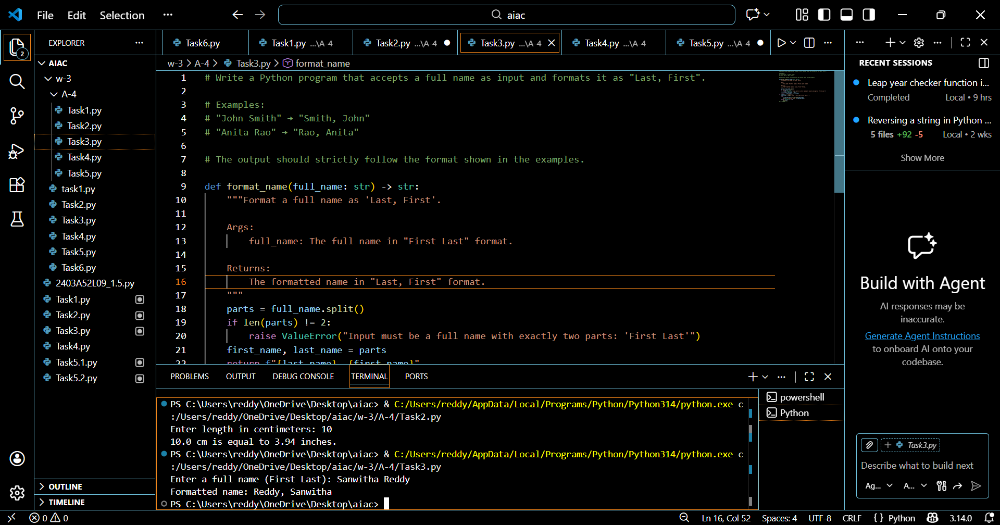 File Edit Selection ··· aiac
EXPLORER ···
AIAC
w-3
A-4
Task1.py
Task2.py
Task3.py
Task4.py
Task5.py
task1.py
Task2.py
Task3.py
Task4.py
Task5.py
Task6.py
2403A52L09_1.5.py
Task1.py
Task2.py
Task3.py
Task4.py
Task5.1.py
Task5.2.py
OUTLINE
TIMELINE
2
Task6.py Task1.py ...\A-4 Task2.py ...\A-4 Task3.py ...\A-4 Task4.py ...\A-4 Task5.py ...\A-4
w-3 > A-4 > Task3.py > format_name
1 # Write a Python program that accepts a full name as input and formats it as "Last, First".
2
3 # Examples:
4 # "John Smith" → "Smith, John"
5 # "Anita Rao" → "Rao, Anita"
6
7 # The output should strictly follow the format shown in the examples.
8
9 def format_name(full_name: str) -> str:
10 """Format a full name as 'Last, First'.
11
12 Args:
13 full_name: The full name in "First Last" format.
14
15 Returns:
16 The formatted name in "Last, First" format.
17 """
18 parts = full_name.split()
19 if len(parts) != 2:
20 raise ValueError("Input must be a full name with exactly two parts: 'First Last'")
21 first_name, last_name = parts
22 return f"{last_name}, {first_name}"
PROBLEMS OUTPUT DEBUG CONSOLE TERMINAL PORTS
PS C:\Users\reddy\OneDrive\Desktop\aiac> & C:/Users/reddy/AppData/Local/Programs/Python/Python314/python.exe c
:/Users/reddy/OneDrive/Desktop/aiac/w-3/A-4/Task2.py
Enter length in centimeters: 10
10.0 cm is equal to 3.94 inches.
PS C:\Users\reddy\OneDrive\Desktop\aiac> & C:/Users/reddy/AppData/Local/Programs/Python/Python314/python.exe c
:/Users/reddy/OneDrive/Desktop/aiac/w-3/A-4/Task3.py
Enter a full name (First Last): Sanwitha Reddy
Formatted name: Reddy, Sanwitha
PS C:\Users\reddy\OneDrive\Desktop\aiac>
powershell
Python
RECENT SESSIONS
Leap year checker function i...
Completed Local • 9 hrs
Reversing a string in Python ...
5 files +92 -5 Local • 2 wks
Show More
Build with Agent
AI responses may be
inaccurate.
Generate Agent Instructions
to onboard AI onto your
codebase.
Task3.py
Describe what to build next
Ag... A...
0 0 Ln 16, Col 52 Spaces: 4 UTF-8 CRLF {} Python 3.14.0